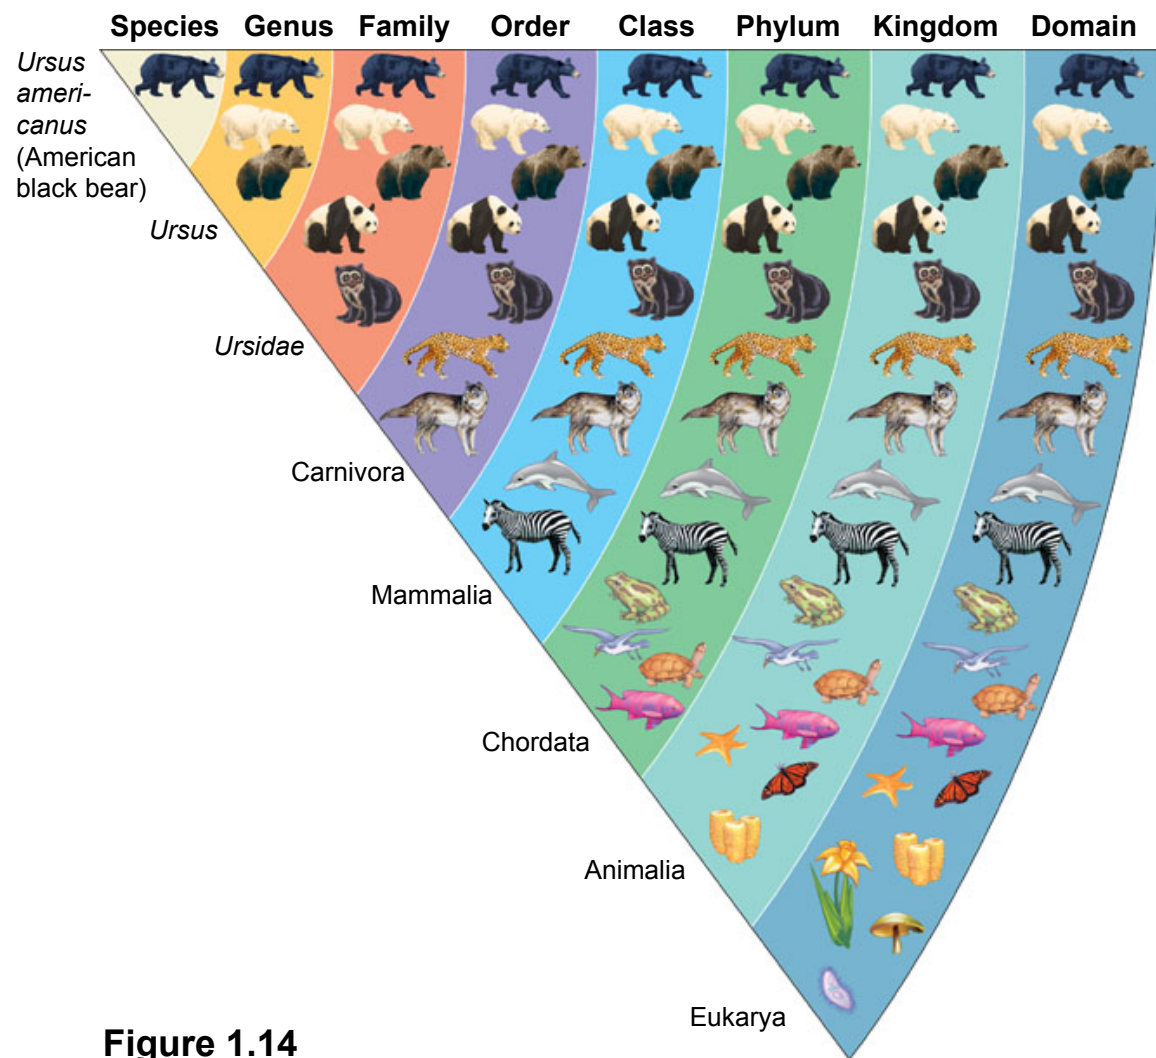 Species Genus Family Order Class Phylum Kingdom Domain
Ursus
ameri-
canus
(American
black bear)
Ursus
Ursidae
Carnivora
Mammalia
Chordata
Animalia
Eukarya
Figure 1.14